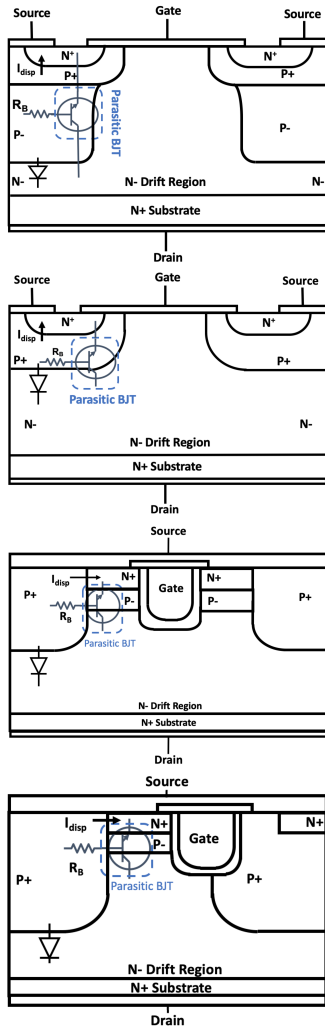 Source Gate Source
N⁺ N⁺
I_disp P+ P+
R_B
Parasitic BJT
P- P-
N- N- Drift Region N-
N+ Substrate
Drain
Source Gate Source
N⁺ N⁺
I_disp
P+ R_B P+
Parasitic BJT
N- N-
N- Drift Region
N+ Substrate
Drain
Source
I_disp N+ Gate N+
P+ P- P- P+
R_B
Parasitic BJT
N- Drift Region
N+ Substrate
Drain
Source
I_disp N+ Gate N+
P-
R_B
P+ Parasitic BJT P+
N- Drift Region
N+ Substrate
Drain